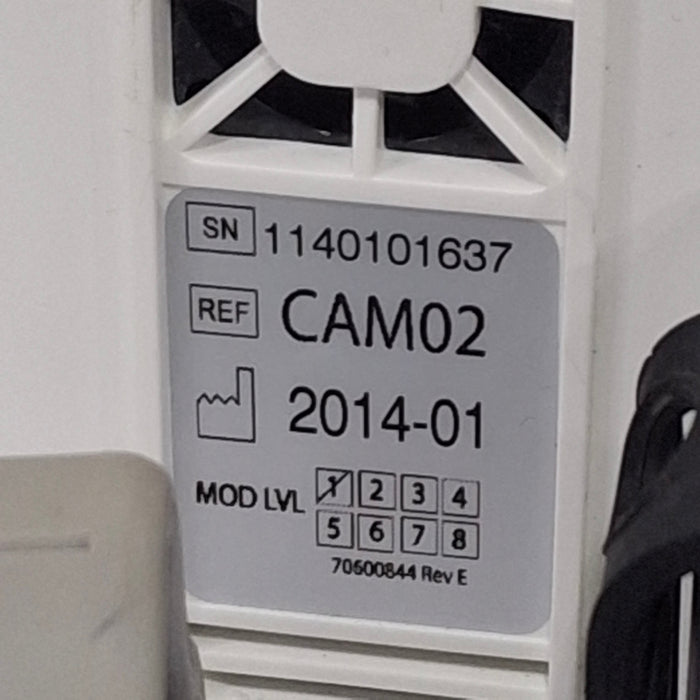 SN 1140101637
REF CAM02
2014-01
MOD LVL 1 2 3 4
5 6 7 8
70600844 Rev E